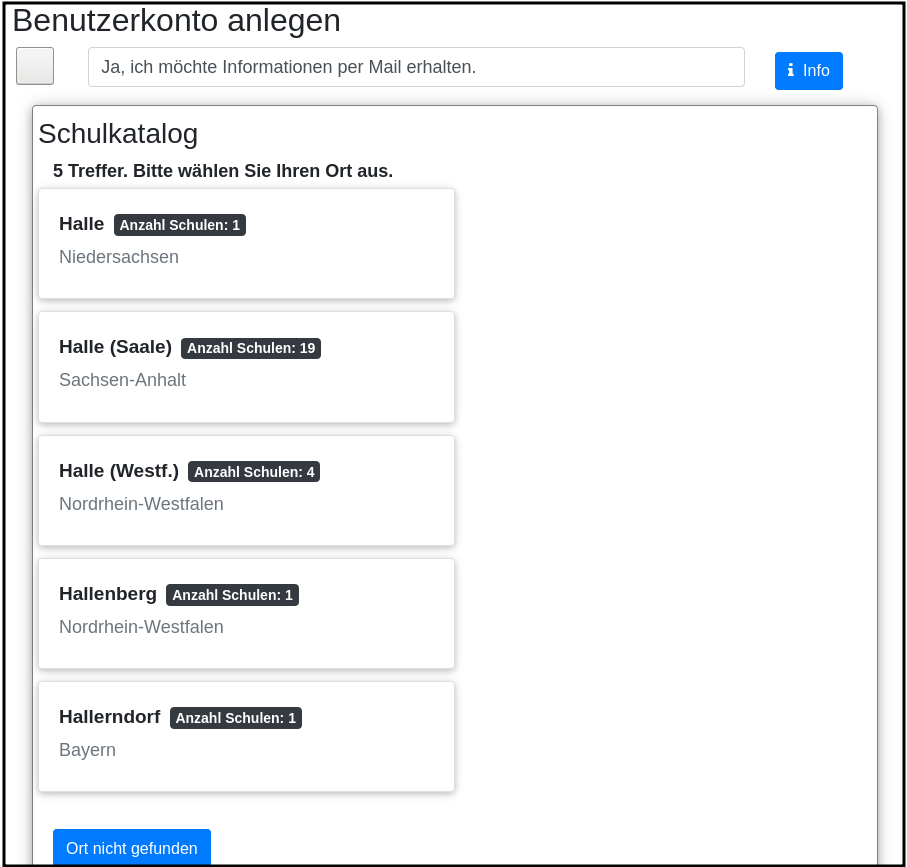 Benutzerkonto anlegen
Ja, ich möchte Informationen per Mail erhalten.
Info
Schulkatalog
5 Treffer. Bitte wählen Sie Ihren Ort aus.
Halle Anzahl Schulen: 1
Niedersachsen
Halle (Saale) Anzahl Schulen: 19
Sachsen-Anhalt
Halle (Westf.) Anzahl Schulen: 4
Nordrhein-Westfalen
Hallenberg Anzahl Schulen: 1
Nordrhein-Westfalen
Hallerndorf Anzahl Schulen: 1
Bayern
Ort nicht gefunden